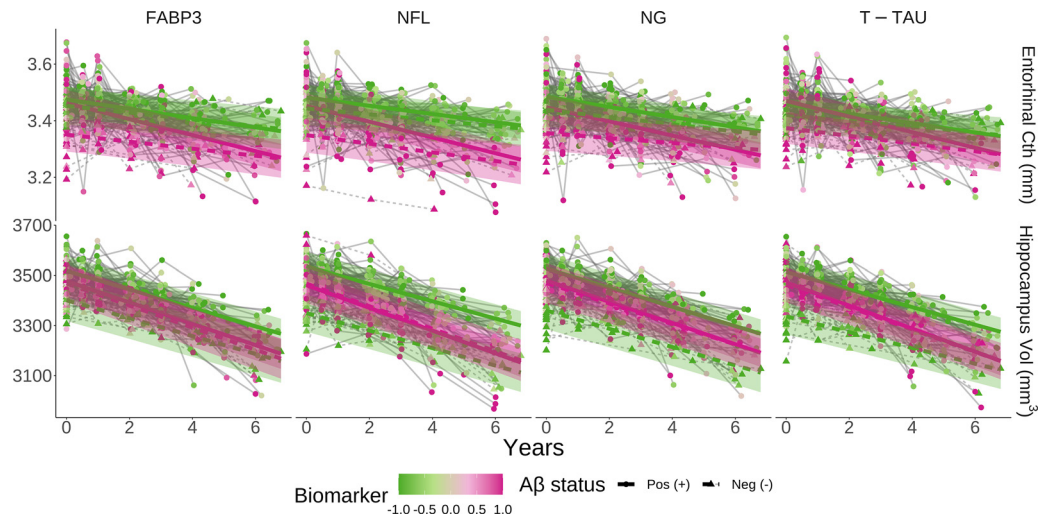 FABP3 NFL NG T − TAU
3.6
3.4
3.2
Entorhinal Cth (mm)
3700
3500
3300
3100
Hippocampus Vol (mm³)
0 2 4 6 0 2 4 6 0 2 4 6 0 2 4 6
Years
Biomarker Aβ status Pos (+) Neg (-)
-1.0 -0.5 0.0 0.5 1.0